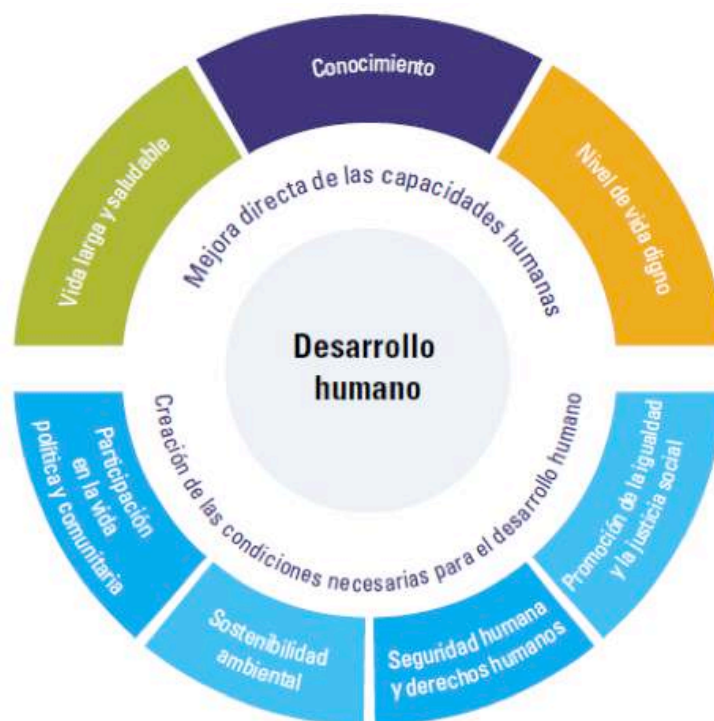 Conocimiento
Vida larga y saludable
Nivel de vida digno
Mejora directa de las capacidades humanas
Desarrollo
humano
Creación de las condiciones necesarias para el desarrollo humano
Participación
en la vida
política y comunitaria
Sostenibilidad
ambiental
Seguridad humana
y derechos humanos
Promoción de la igualdad
y la justicia social